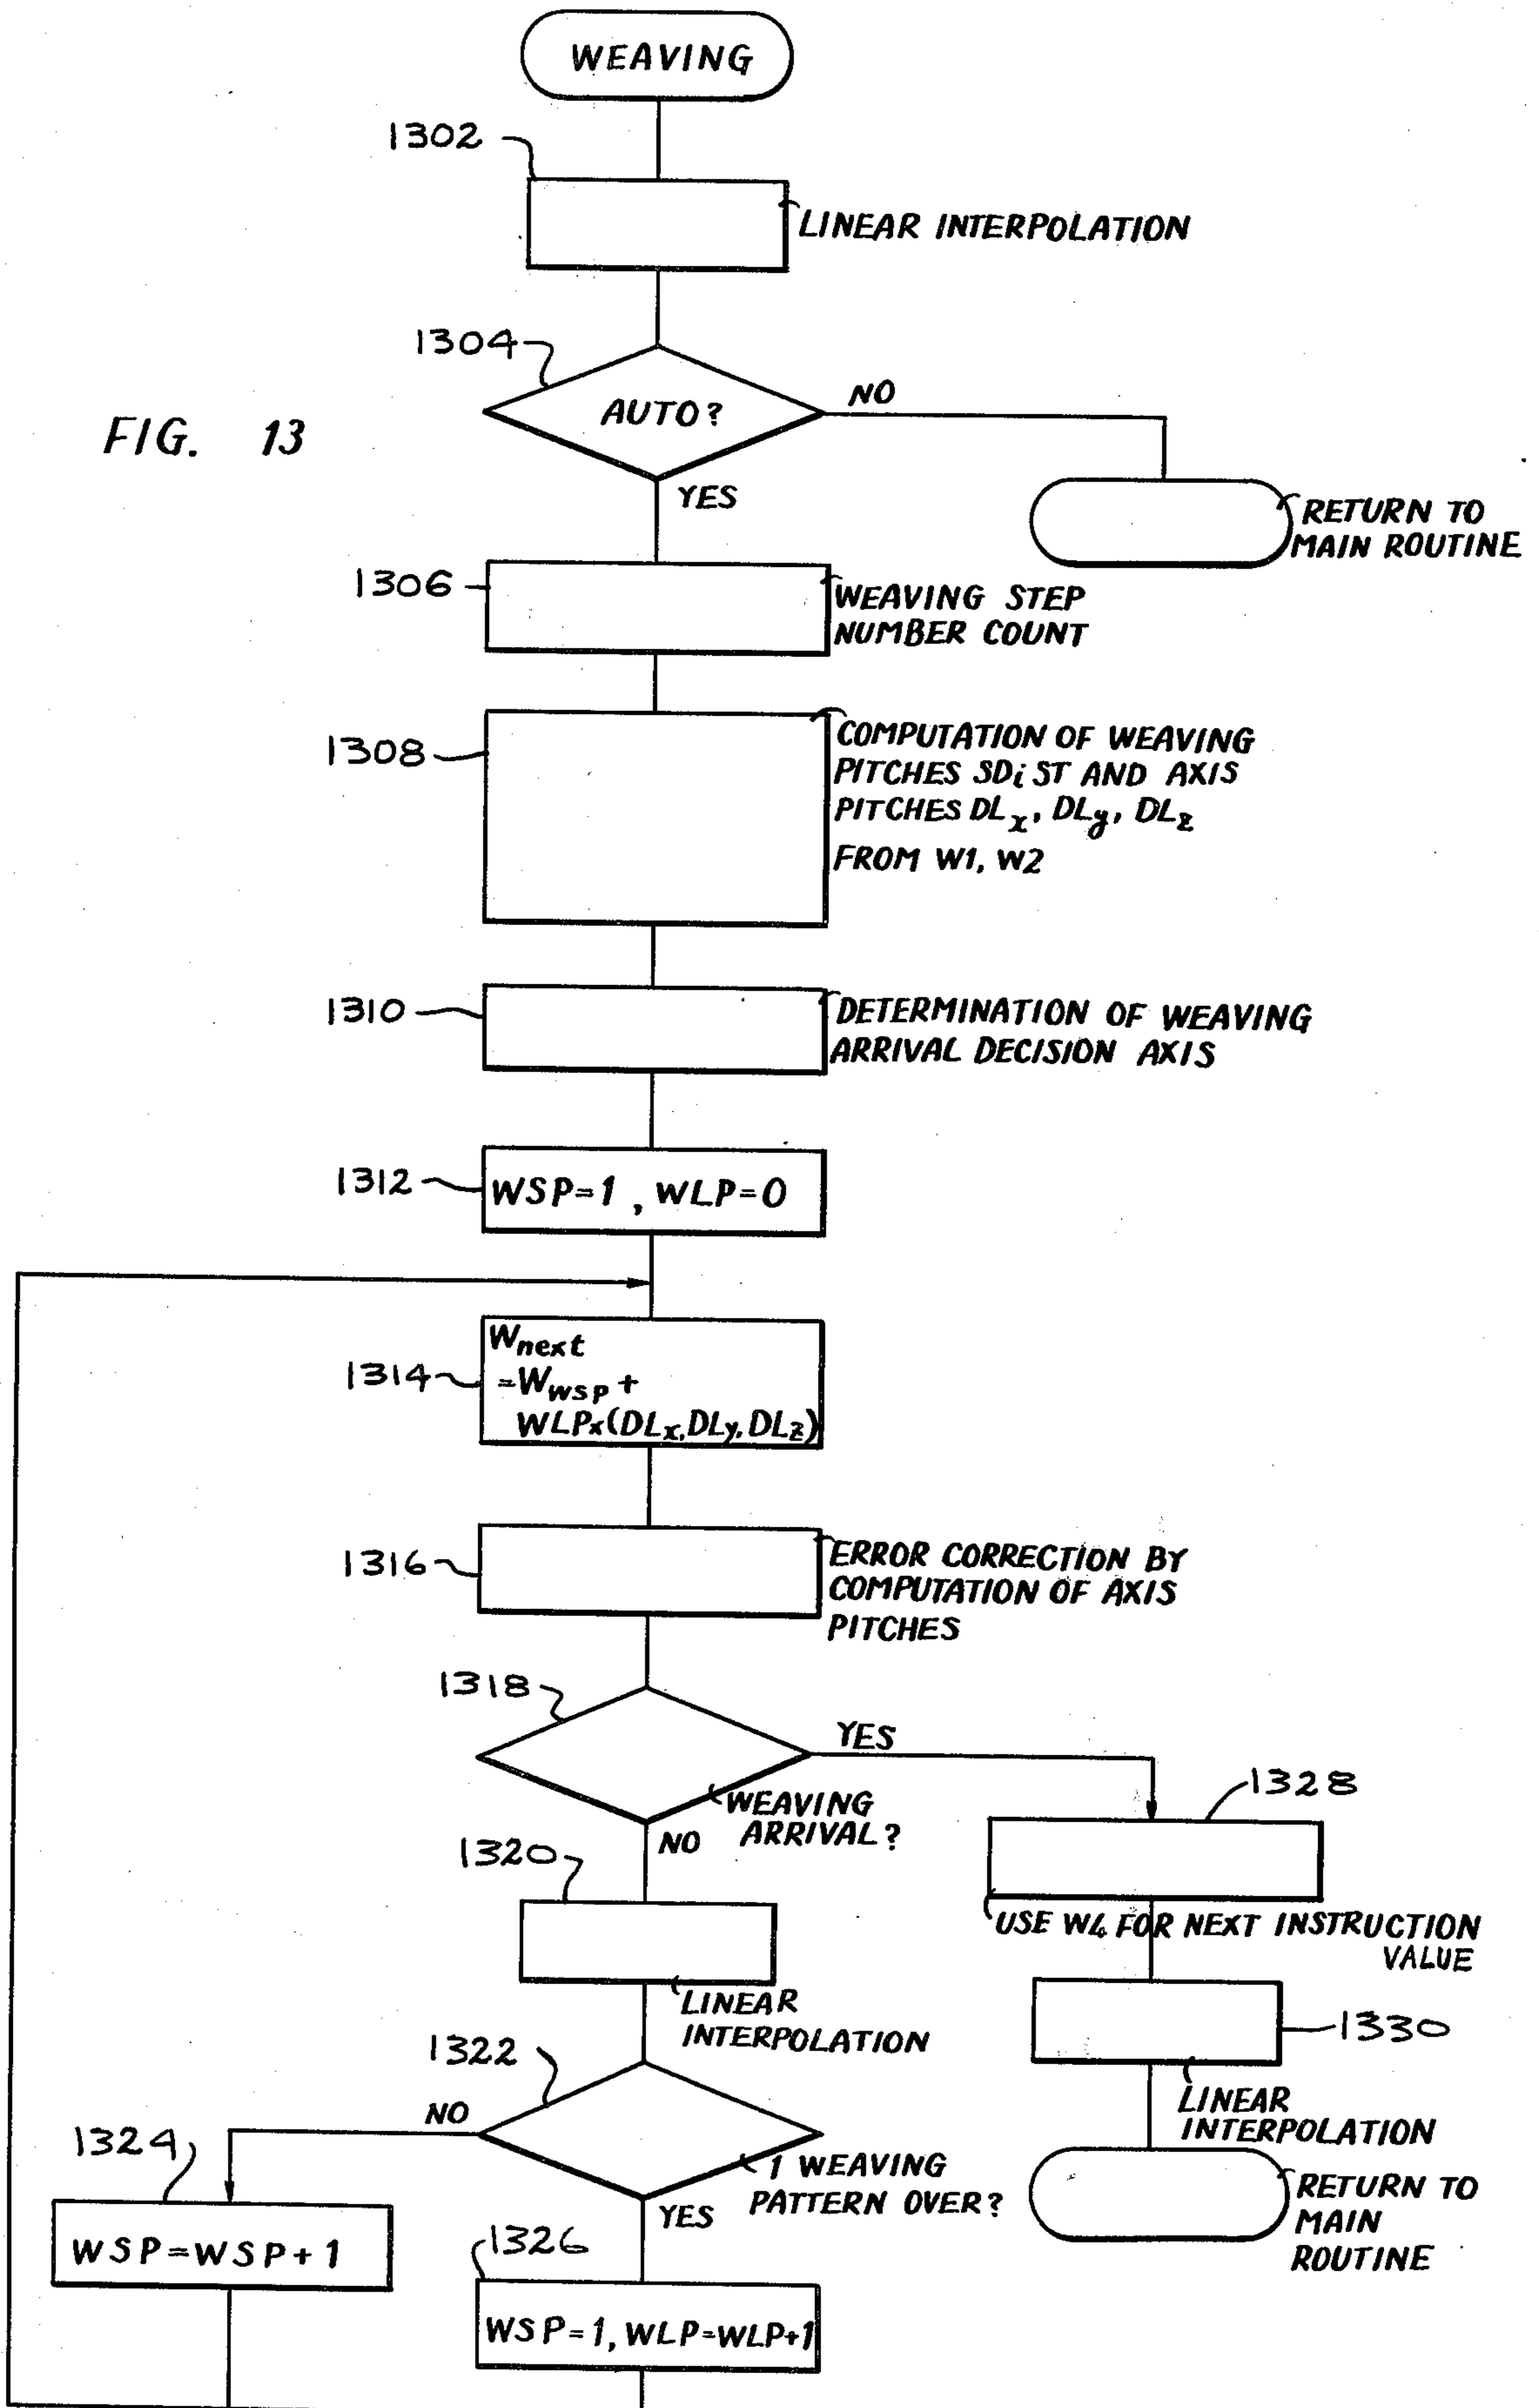 WEAVING
1302
LINEAR INTERPOLATION
1304
AUTO?
NO
FIG. 13
YES
RETURN TO
MAIN ROUTINE
1306
WEAVING STEP
NUMBER COUNT
1308
COMPUTATION OF WEAVING
PITCHES SDiST AND AXIS
PITCHES DLx, DLy, DLz
FROM W1, W2
1310
DETERMINATION OF WEAVING
ARRIVAL DECISION AXIS
1312
WSP=1, WLP=0
1314
Wnext
=Wwsp+
WLPx(DLx,DLy,DLz)
1316
ERROR CORRECTION BY
COMPUTATION OF AXIS
PITCHES
1318
YES
WEAVING
ARRIVAL?
NO
1328
1320
USE W4 FOR NEXT INSTRUCTION
VALUE
LINEAR
INTERPOLATION
1330
LINEAR
INTERPOLATION
1322
NO
1324
1 WEAVING
PATTERN OVER?
YES
RETURN TO
MAIN
ROUTINE
WSP=WSP+1
1326
WSP=1, WLP=WLP+1